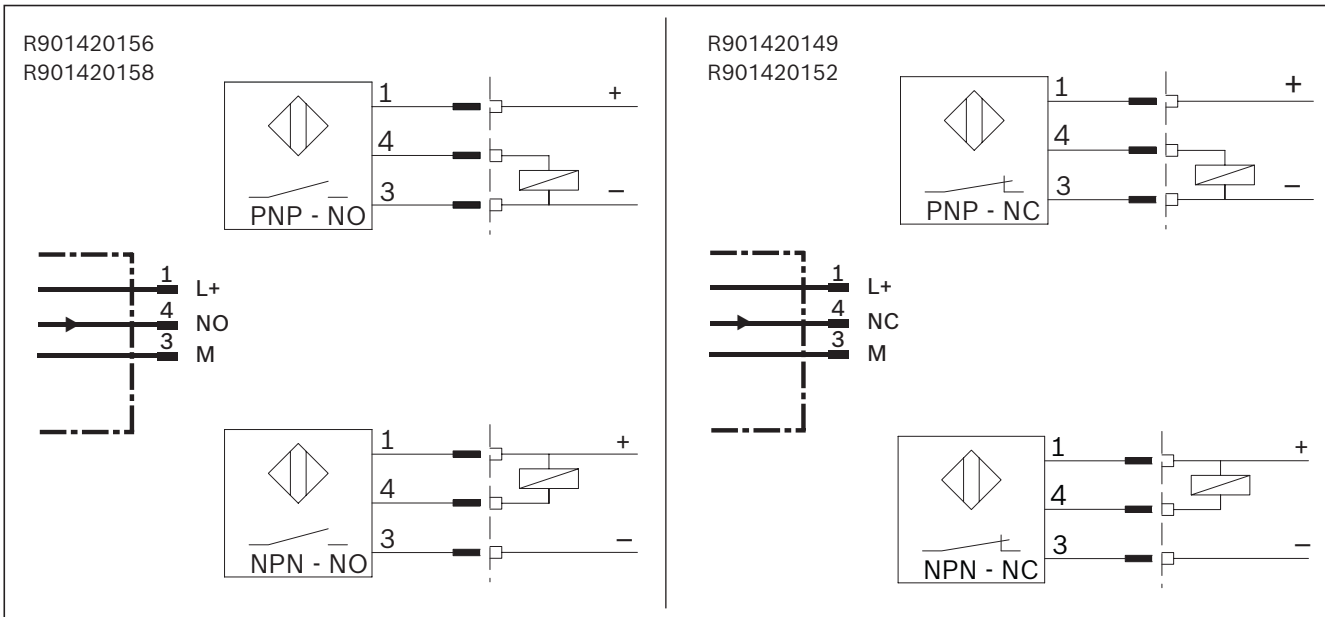 R901420156
R901420158
1
+
4
3
−
PNP - NO
1
L+
4
NO
3
M
1
+
4
3
−
NPN - NO
R901420149
R901420152
1
+
4
3
−
PNP - NC
1
L+
4
NC
3
M
1
+
4
3
−
NPN - NC